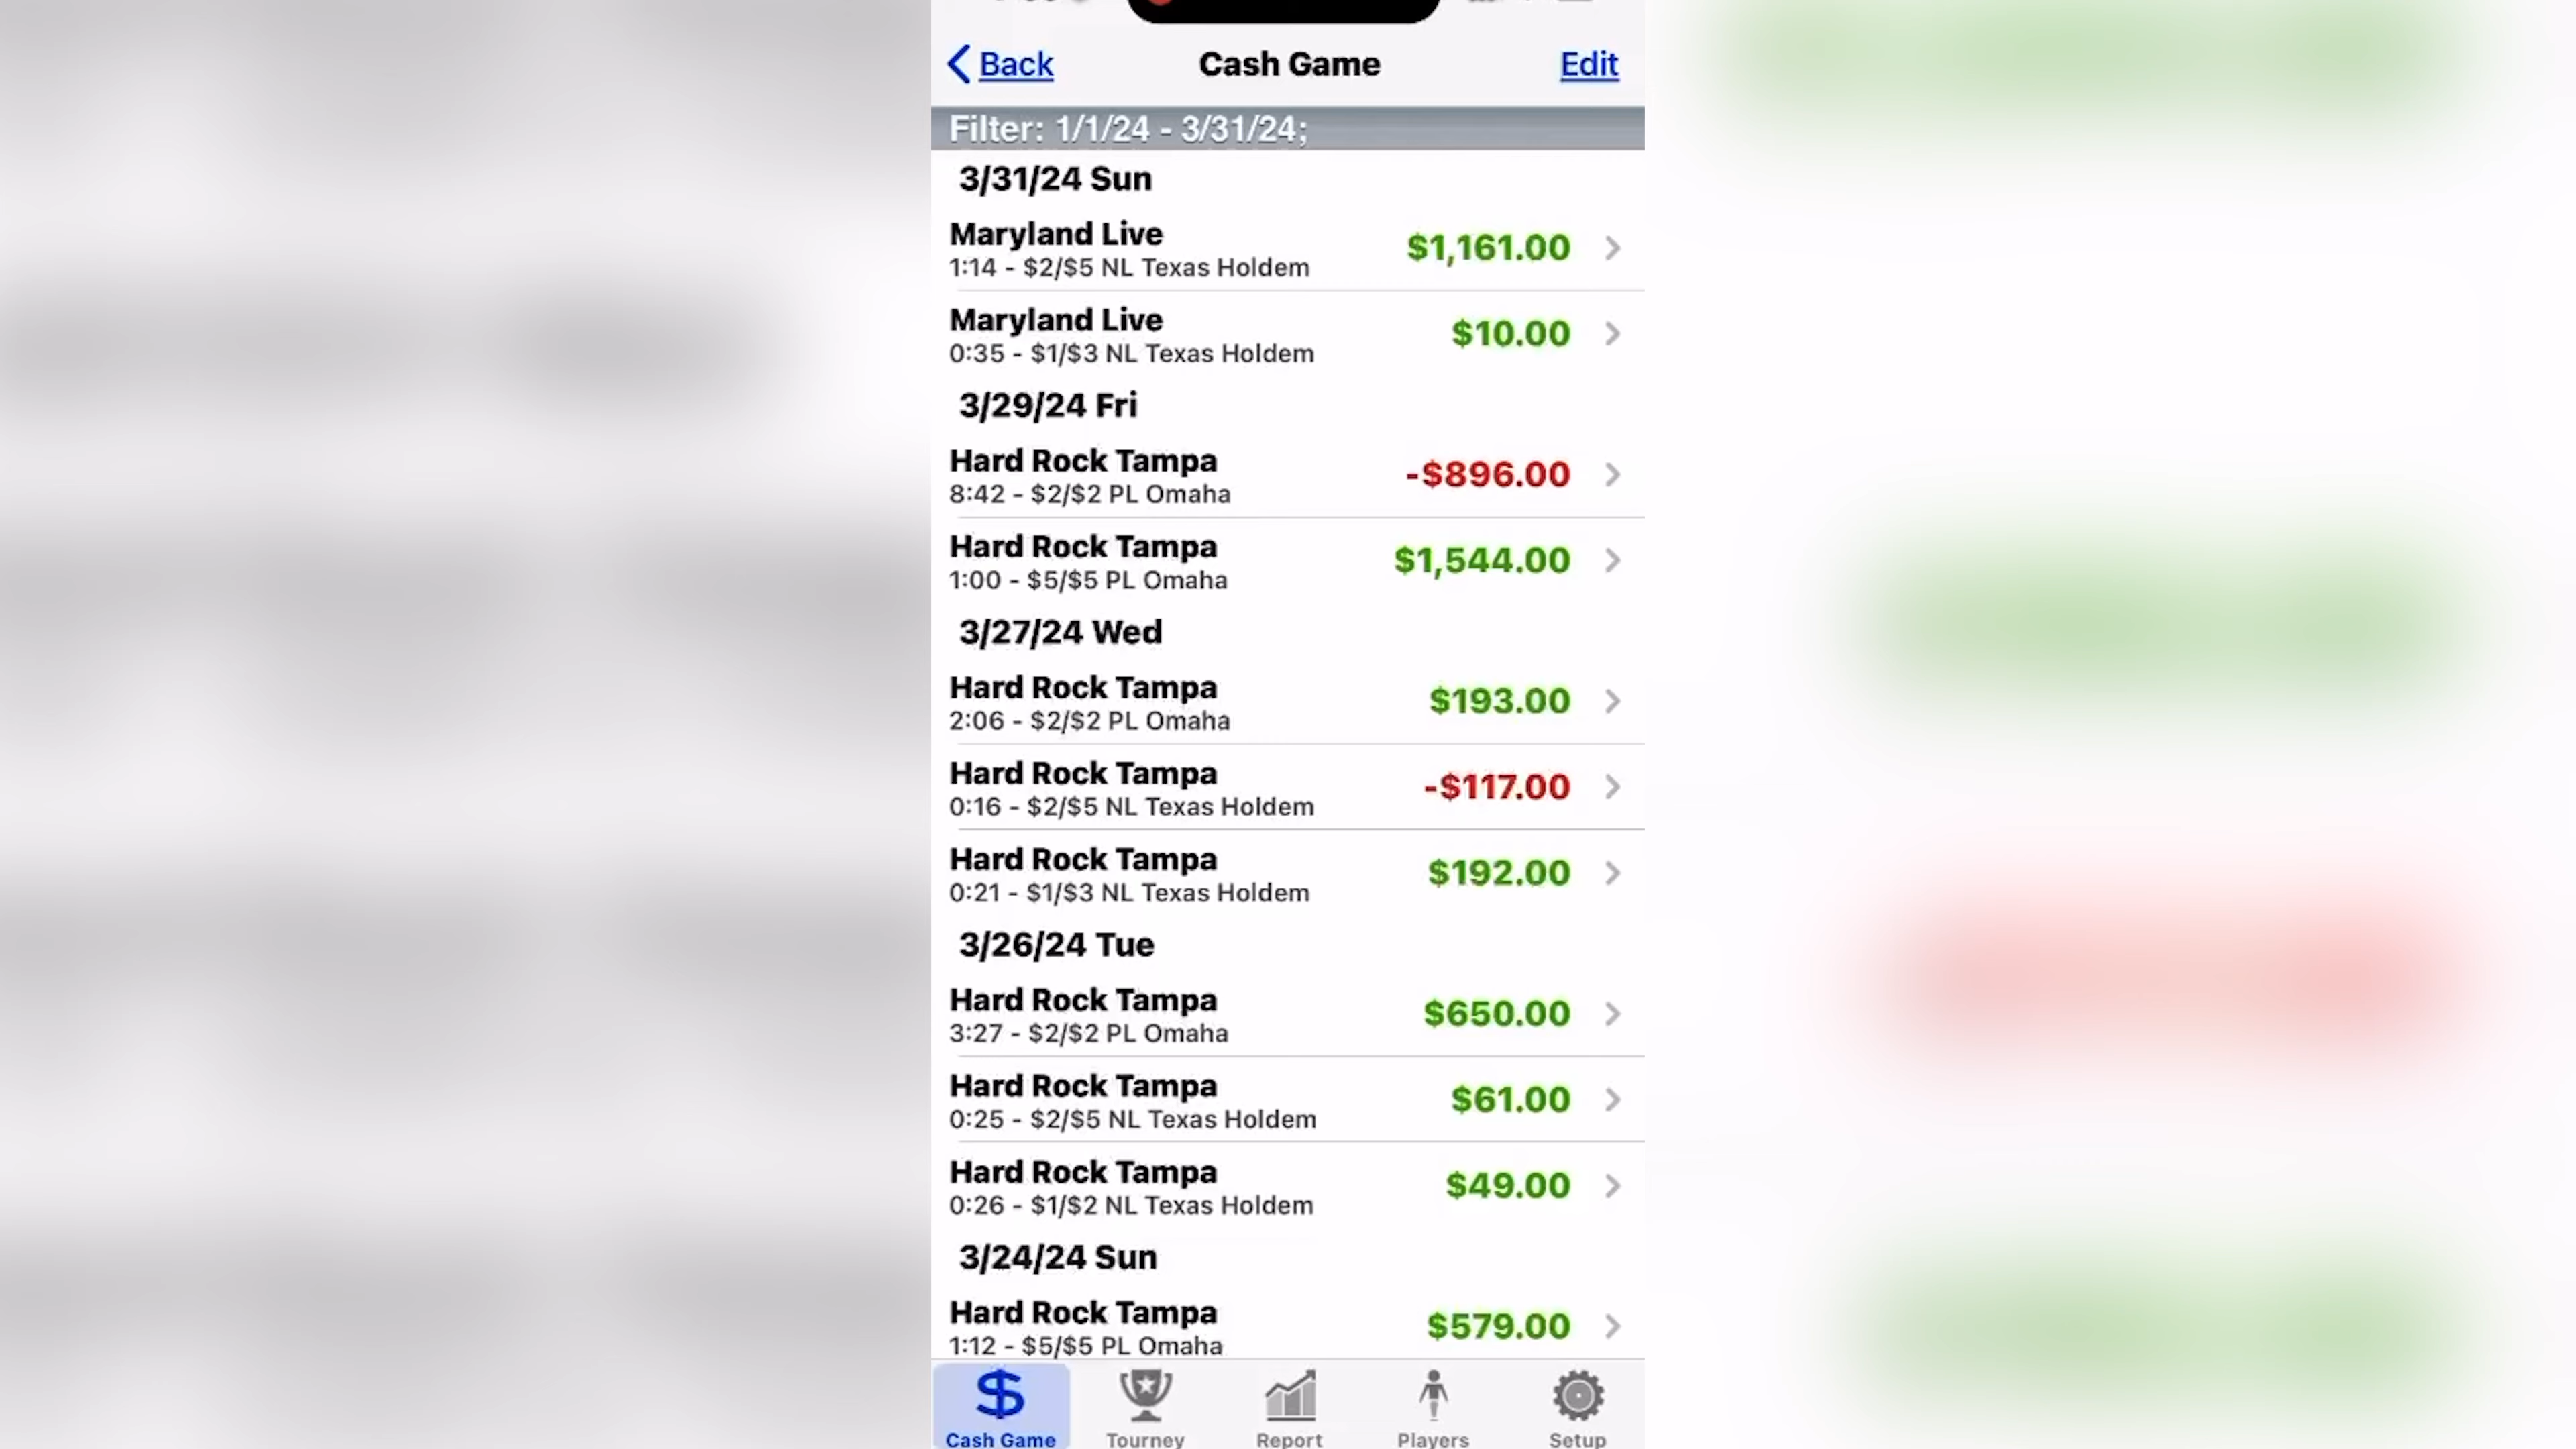 Back
Cash Game
Edit
Filter: 1/1/24 - 3/31/24;
3/31/24 Sun
Maryland Live
$1,161.00
1:14 - $2/$5 NL Texas Holdem
Maryland Live
$10.00
0:35 - $1/$3 NL Texas Holdem
3/29/24 Fri
Hard Rock Tampa
-$896.00
8:42 - $2/$2 PL Omaha
Hard Rock Tampa
$1,544.00
1:00 - $5/$5 PL Omaha
3/27/24 Wed
Hard Rock Tampa
$193.00
2:06 - $2/$2 PL Omaha
Hard Rock Tampa
-$117.00
0:16 - $2/$5 NL Texas Holdem
Hard Rock Tampa
$192.00
0:21 - $1/$3 NL Texas Holdem
3/26/24 Tue
Hard Rock Tampa
$650.00
3:27 - $2/$2 PL Omaha
Hard Rock Tampa
$61.00
0:25 - $2/$5 NL Texas Holdem
Hard Rock Tampa
$49.00
0:26 - $1/$2 NL Texas Holdem
3/24/24 Sun
Hard Rock Tampa
$579.00
1:12 - $5/$5 PL Omaha
Cash Game
Tourney
Report
Players
Setup